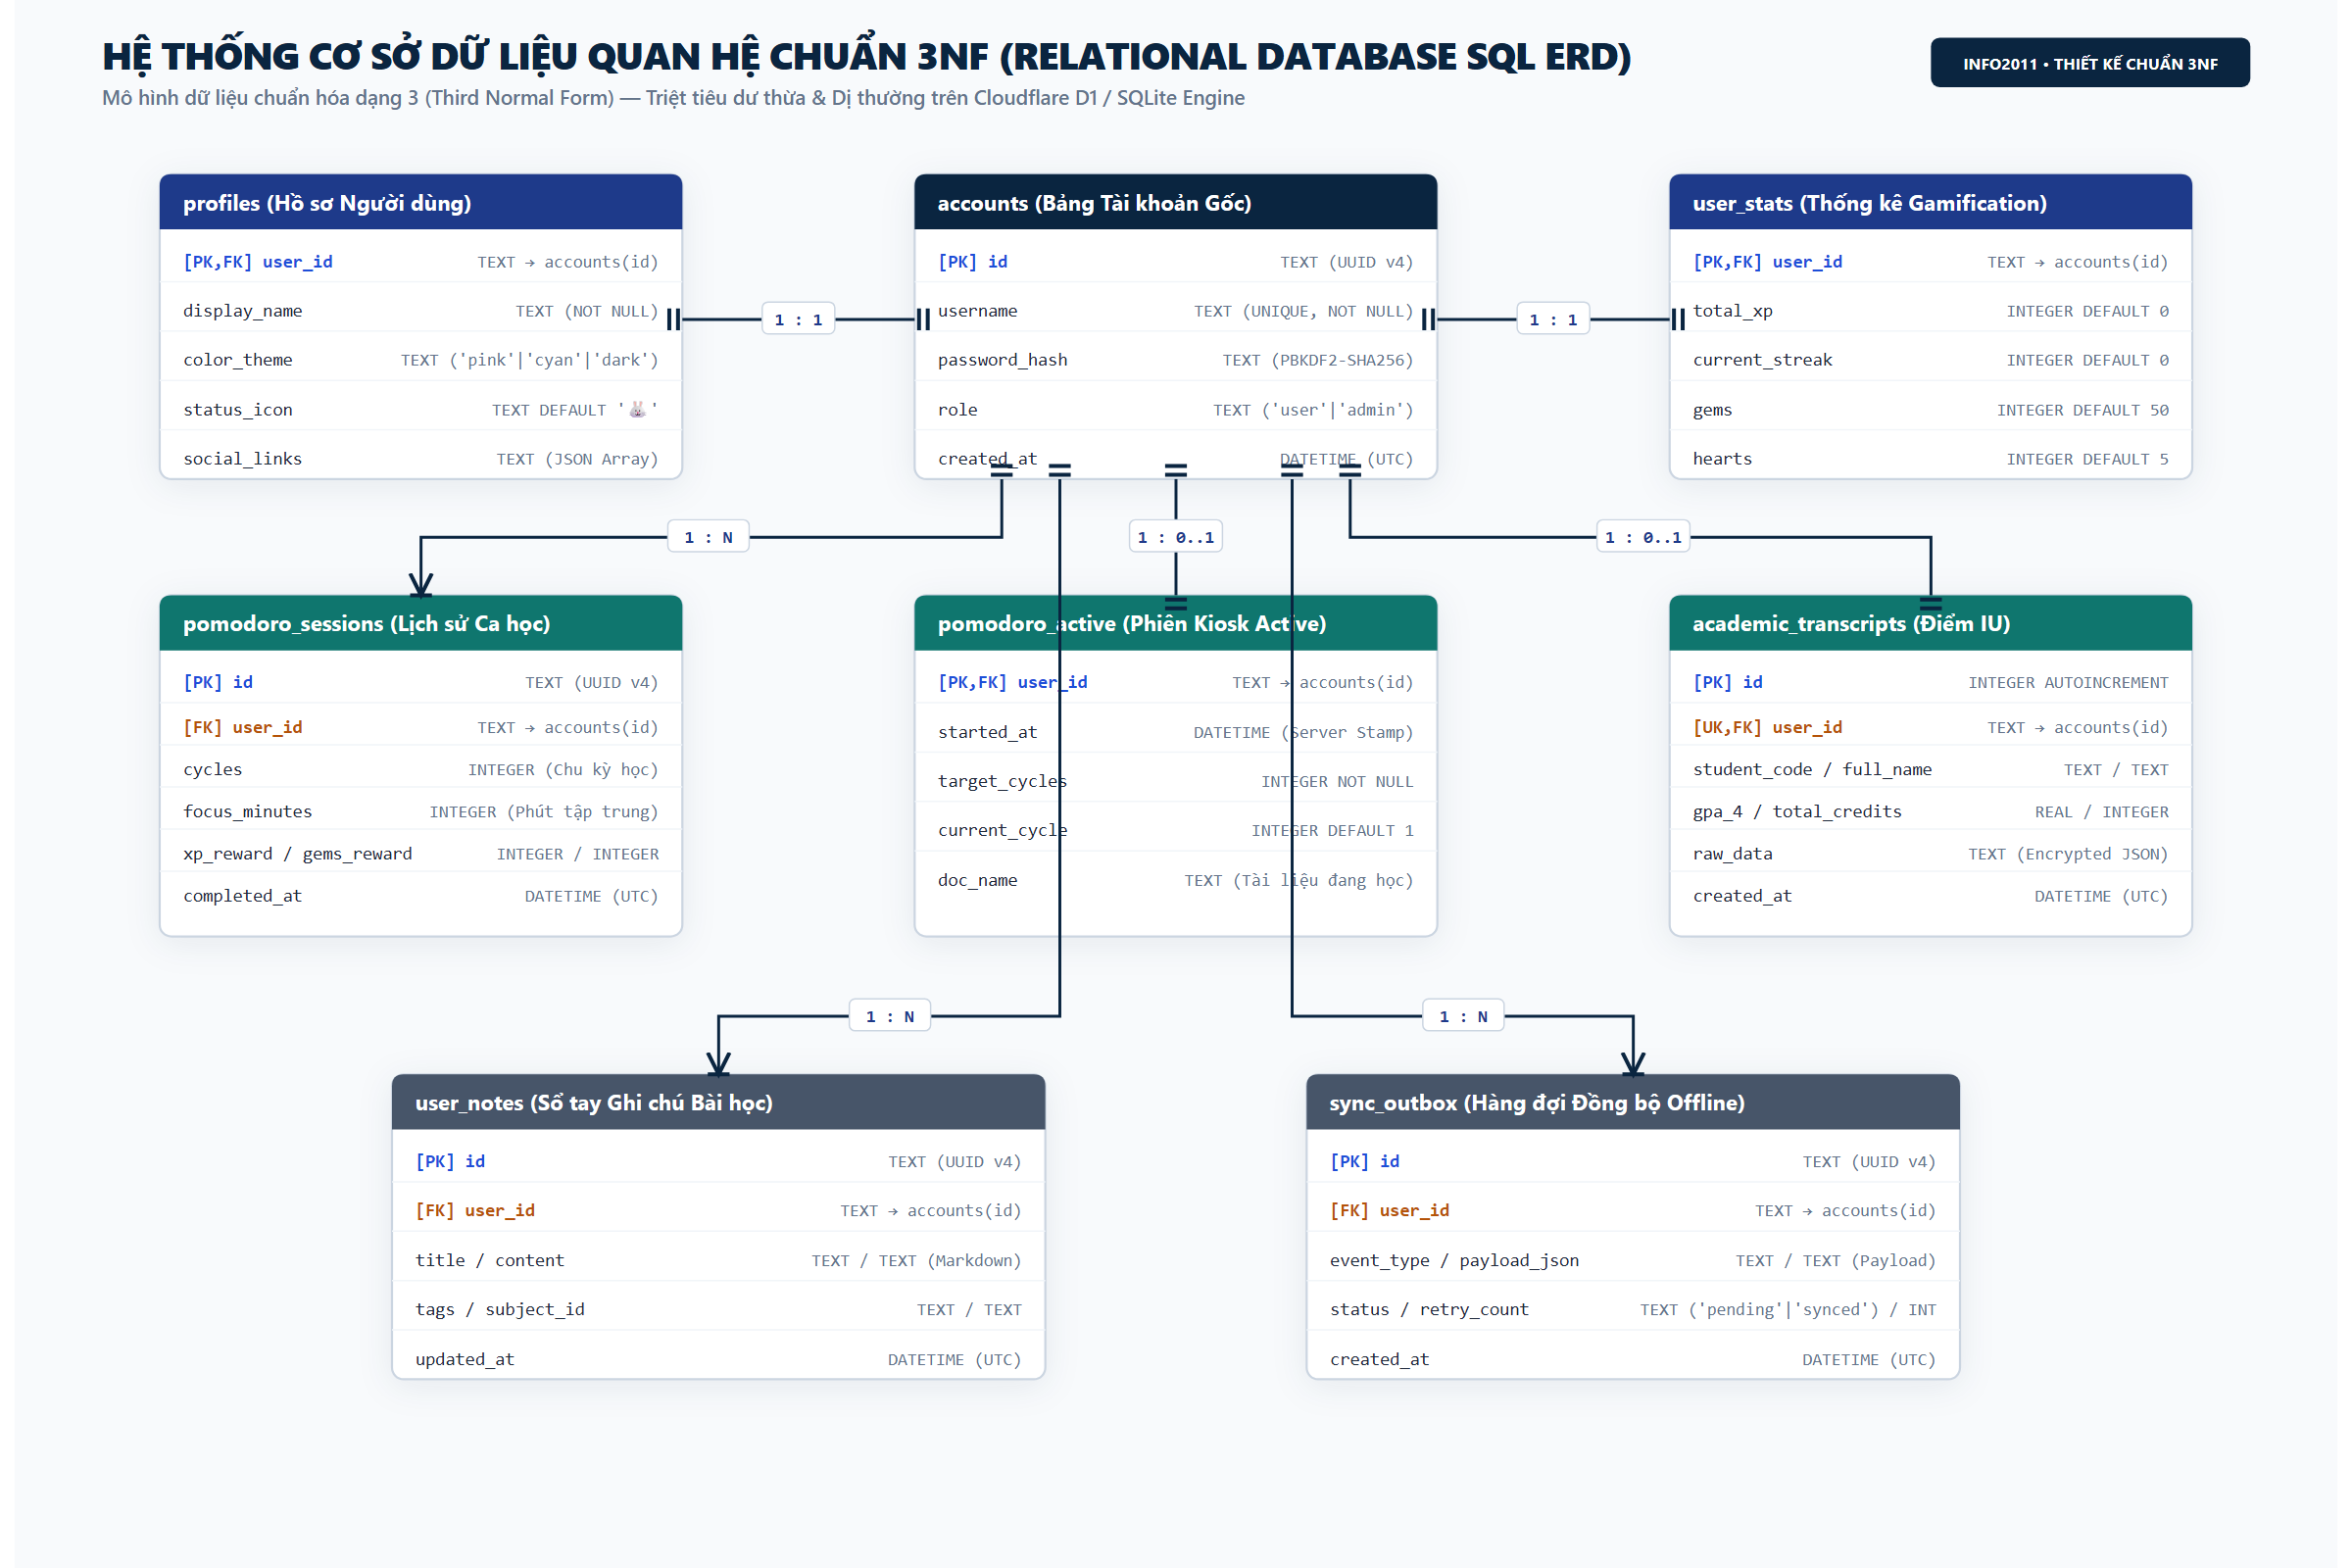 HỆ THỐNG CƠ SỞ DỮ LIỆU QUAN HỆ CHUẨN 3NF (RELATIONAL DATABASE SQL ERD)
INFO2011 • THIẾT KẾ CHUẨN 3NF
Mô hình dữ liệu chuẩn hóa dạng 3 (Third Normal Form) — Triệt tiêu dư thừa & Dị thường trên Cloudflare D1 / SQLite Engine
profiles (Hồ sơ Người dùng)
[PK,FK] user_id TEXT → accounts(id)
display_name TEXT (NOT NULL)
color_theme TEXT ('pink'|'cyan'|'dark')
status_icon TEXT DEFAULT '🐰'
social_links TEXT (JSON Array)
1 : 1
accounts (Bảng Tài khoản Gốc)
[PK] id TEXT (UUID v4)
username TEXT (UNIQUE, NOT NULL)
password_hash TEXT (PBKDF2-SHA256)
role TEXT ('user'|'admin')
created_at DATETIME (UTC)
1 : 1
user_stats (Thống kê Gamification)
[PK,FK] user_id TEXT → accounts(id)
total_xp INTEGER DEFAULT 0
current_streak INTEGER DEFAULT 0
gems INTEGER DEFAULT 50
hearts INTEGER DEFAULT 5
1 : N
1 : 0..1
1 : 0..1
pomodoro_sessions (Lịch sử Ca học)
[PK] id TEXT (UUID v4)
[FK] user_id TEXT → accounts(id)
cycles INTEGER (Chu kỳ học)
focus_minutes INTEGER (Phút tập trung)
xp_reward / gems_reward INTEGER / INTEGER
completed_at DATETIME (UTC)
pomodoro_active (Phiên Kiosk Active)
[PK,FK] user_id TEXT → accounts(id)
started_at DATETIME (Server Stamp)
target_cycles INTEGER NOT NULL
current_cycle INTEGER DEFAULT 1
doc_name TEXT (Tài liệu đang học)
academic_transcripts (Điểm IU)
[PK] id INTEGER AUTOINCREMENT
[UK,FK] user_id TEXT → accounts(id)
student_code / full_name TEXT / TEXT
gpa_4 / total_credits REAL / INTEGER
raw_data TEXT (Encrypted JSON)
created_at DATETIME (UTC)
1 : N
1 : N
user_notes (Sổ tay Ghi chú Bài học)
[PK] id TEXT (UUID v4)
[FK] user_id TEXT → accounts(id)
title / content TEXT / TEXT (Markdown)
tags / subject_id TEXT / TEXT
updated_at DATETIME (UTC)
sync_outbox (Hàng đợi Đồng bộ Offline)
[PK] id TEXT (UUID v4)
[FK] user_id TEXT → accounts(id)
event_type / payload_json TEXT / TEXT (Payload)
status / retry_count TEXT ('pending'|'synced') / INT
created_at DATETIME (UTC)